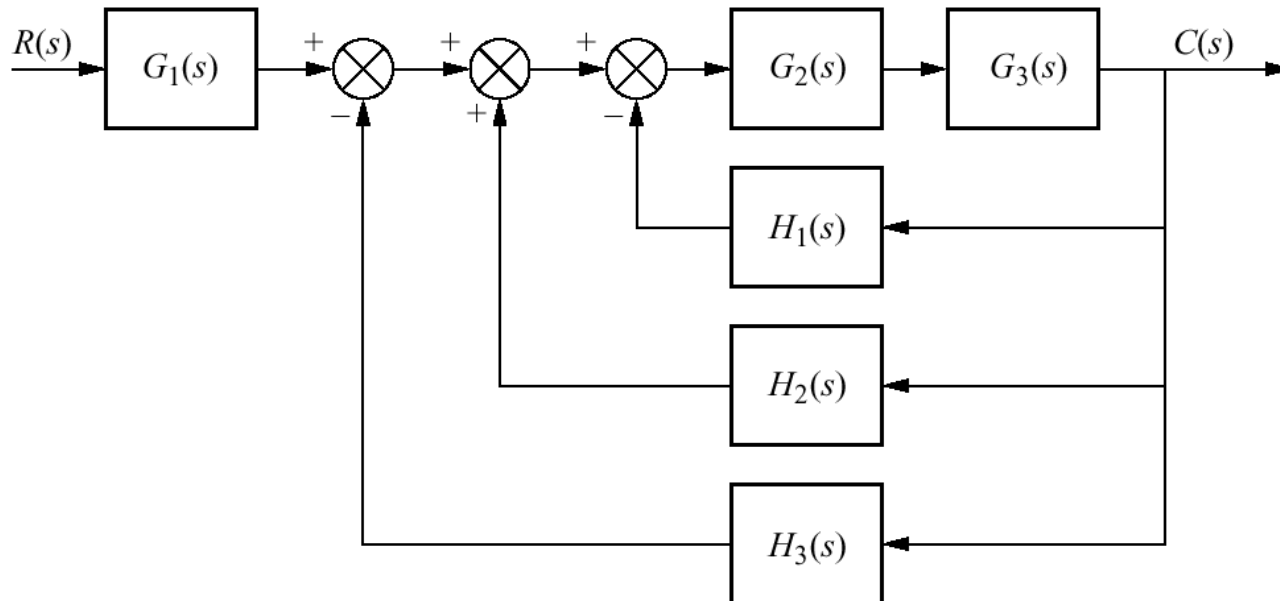 R(s)
G₁(s)
+
+
+
G₂(s)
G₃(s)
C(s)
−
+
−
H₁(s)
H₂(s)
H₃(s)